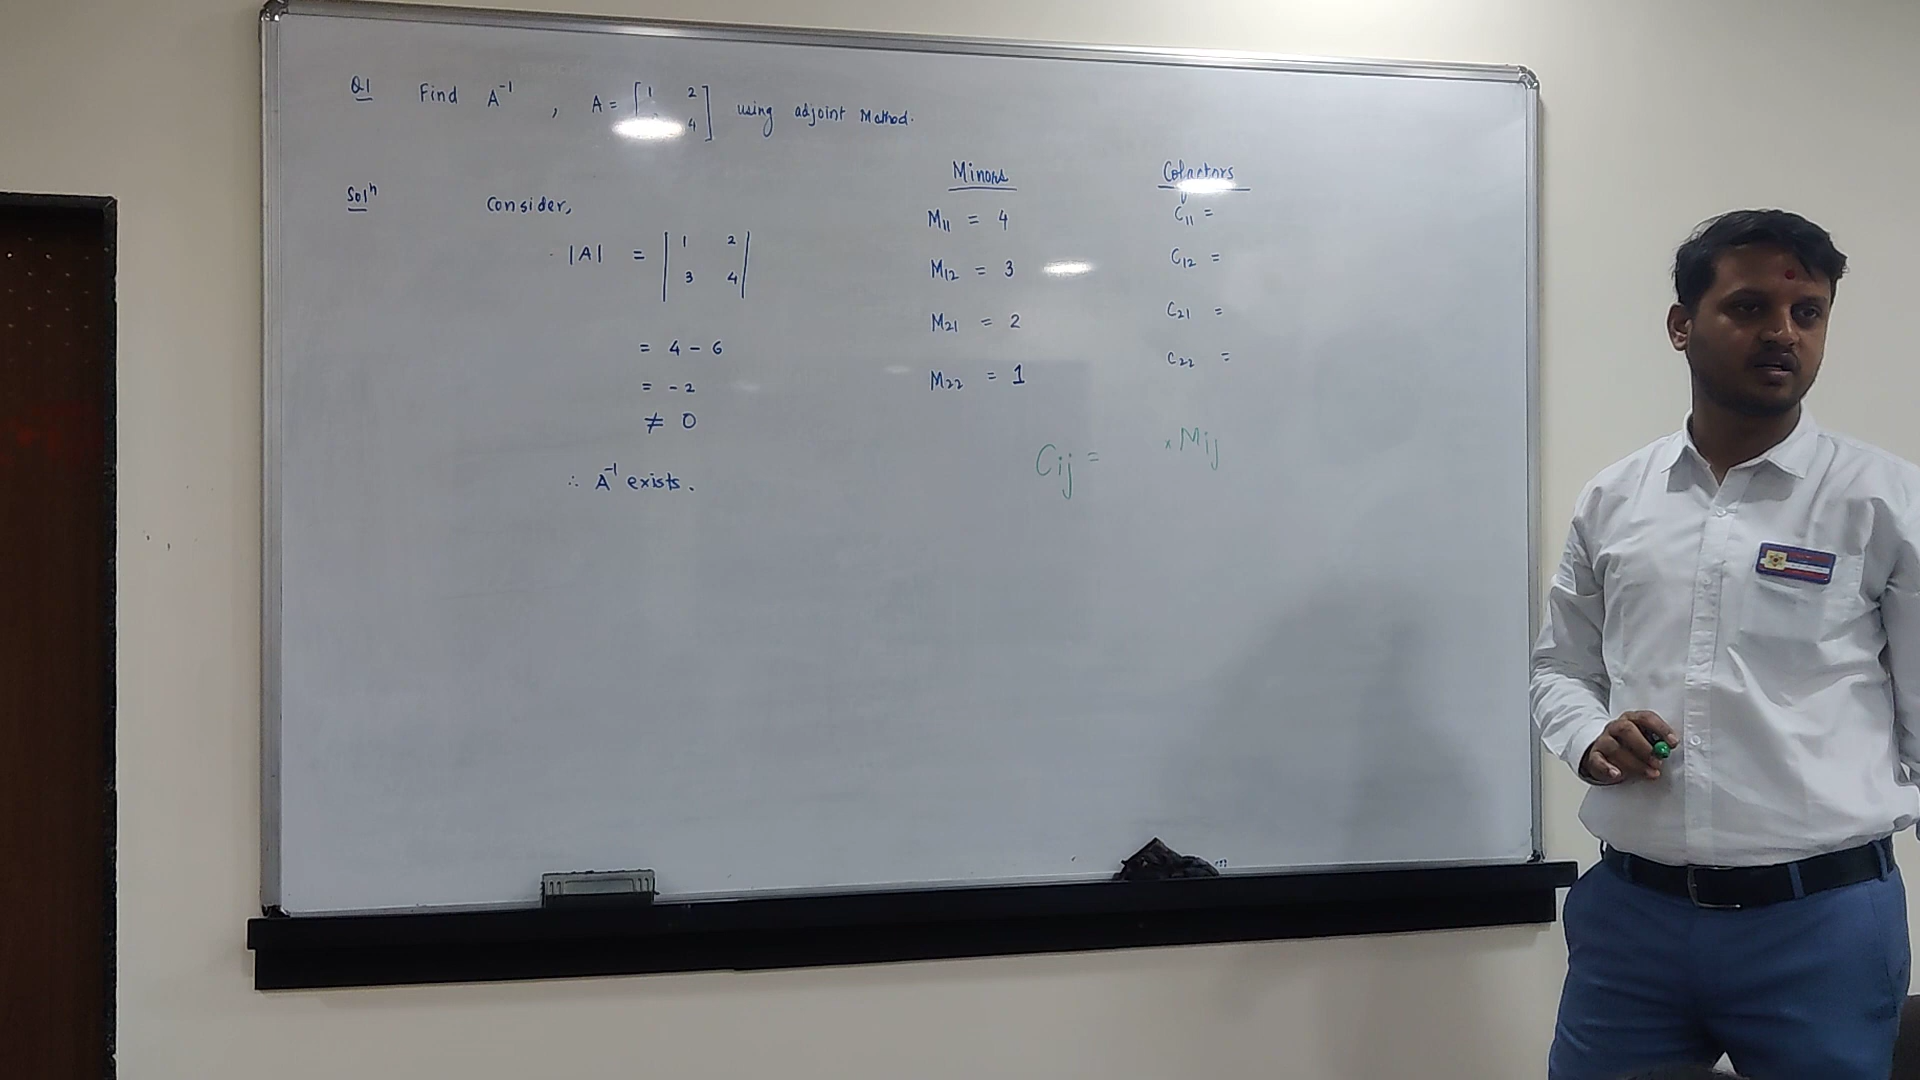 Q1 Find A⁻¹ , A = [ 1 2
4 ] using adjoint Method.
Solⁿ Consider,
|A| = | 1 2
3 4 |
= 4 - 6
= -2
≠ 0
∴ A⁻¹ exists.
Minors
M11 = 4
M12 = 3
M21 = 2
M22 = 1
Cofactors
C11 =
C12 =
C21 =
C22 =
Cij = × Mij